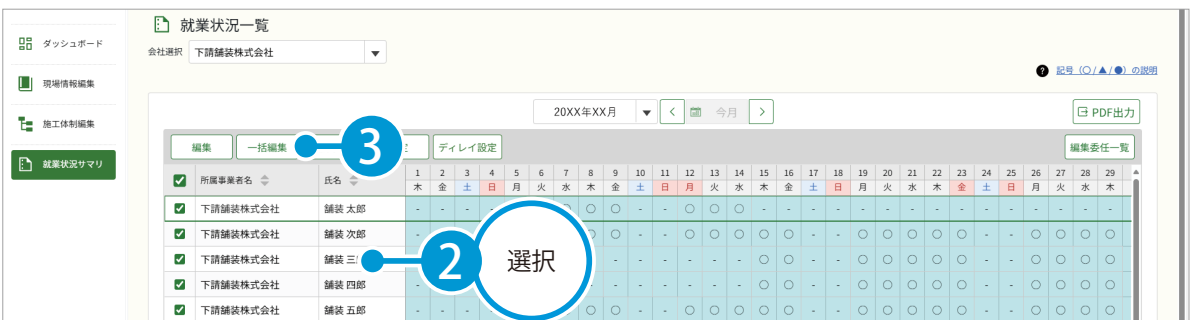 就業状況一覧
ダッシュボード
会社選択 下請舗装株式会社
現場情報編集
記号（○/▲/●）の説明
施工体制編集
20XX年XX月 今月 PDF出力
就業状況サマリ
編集 一括編集 3 定 ディレイ設定 編集委任一覧
所属事業者名 氏名 1 2 3 4 5 6 7 8 9 10 11 12 13 14 15 16 17 18 19 20 21 22 23 24 25 26 27 28 29
木 金 土 日 月 火 水 木 金 土 日 月 火 水 木 金 土 日 月 火 水 木 金 土 日 月 火 水 木
下請舗装株式会社 舗装 太郎 - - - - ○ ○ ○ - - ○ ○ ○ - - - - - - - - - - - - - - -
下請舗装株式会社 舗装 次郎 - ○ ○ - - ○ ○ ○ ○ ○ - - ○ ○ ○ ○ ○ - - ○ ○ ○ ○
下請舗装株式会社 舗装 三 2 選択 - - - - - - ○ ○ - - ○ ○ ○ ○ ○ - - ○ ○ ○ ○
下請舗装株式会社 舗装 四郎 - - - - - - ○ ○ - - ○ ○ ○ ○ ○ - - ○ ○ ○ ○
下請舗装株式会社 舗装 五郎 - - - - ○ ○ - - ○ ○ ○ ○ ○ - - ○ ○ ○ ○ ○ - - ○ ○ ○ ○